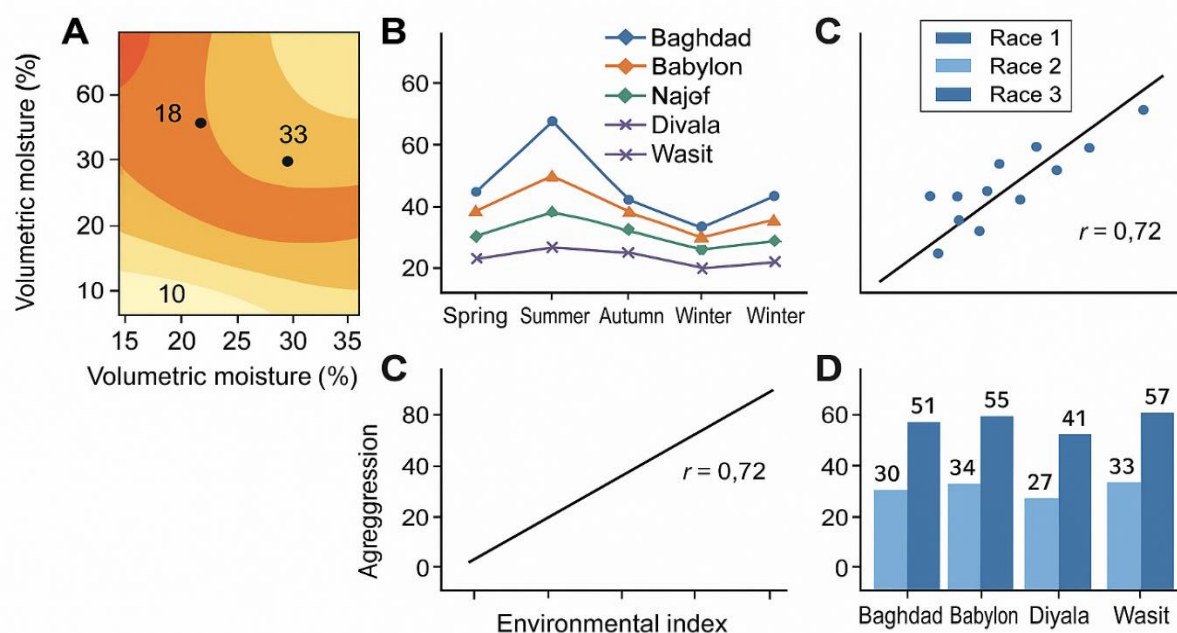 A
Volumetric molsture (%)
60
30
20
10
18
33
10
15 20 25 30 35
Volumetric moisture (%)
B
60
60
40
20
Baghdad
Babylon
Najof
Divala
Wasit
Spring Summer Autumn Winter Winter
C
Race 1
Race 2
Race 3
r = 0,72
C
Agreggression
80
40
20
0
r = 0,72
Environmental index
D
60
40
20
0
30 51 34 55 27 41 33 57
Baghdad Babylon Diyala Wasit